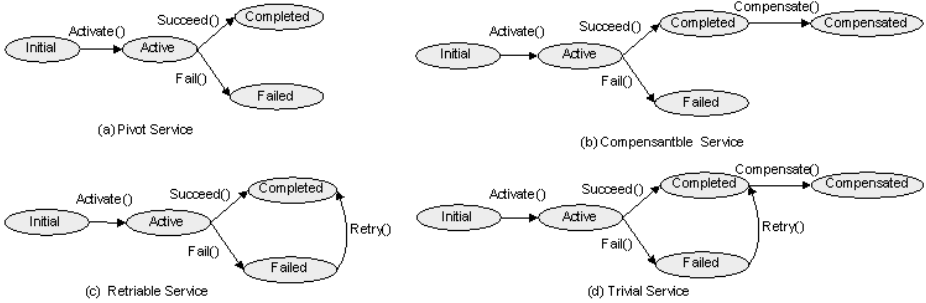 Completed
Succeed()
Activate()
Initial
Active
Fail()
Failed
(a) Pivot Service
Completed
Compensate()
Compensated
Succeed()
Activate()
Initial
Active
Fail()
Failed
(b) Compensantble Service
Completed
Succeed()
Activate()
Initial
Active
Retry()
Fail()
Failed
(c) Retriable Service
Compensate()
Completed
Compensated
Succeed()
Activate()
Initial
Active
Retry()
Fail()
Failed
(d) Trivial Service